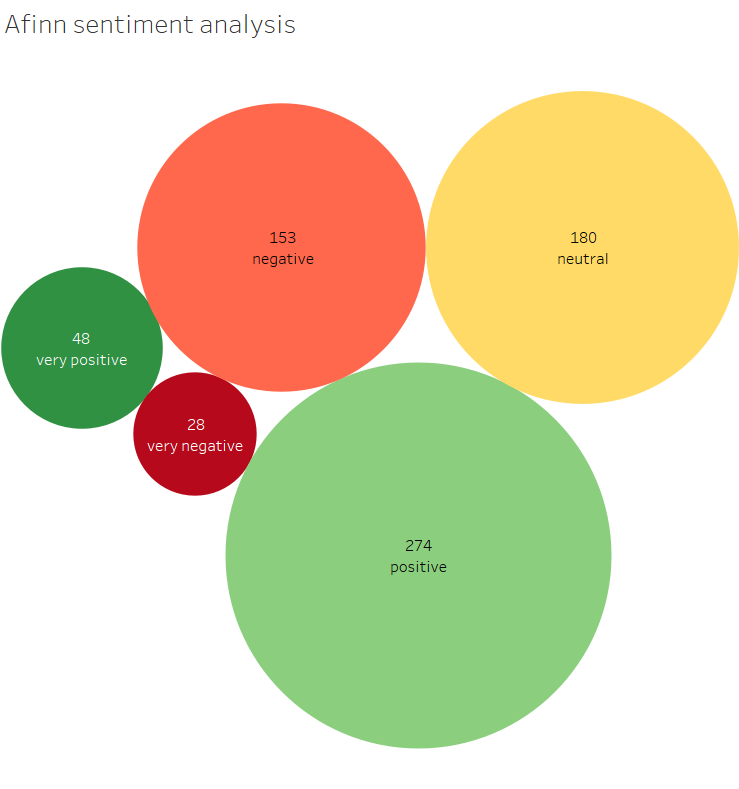 Afinn sentiment analysis
153
negative
180
neutral
48
very positive
28
very negative
274
positive